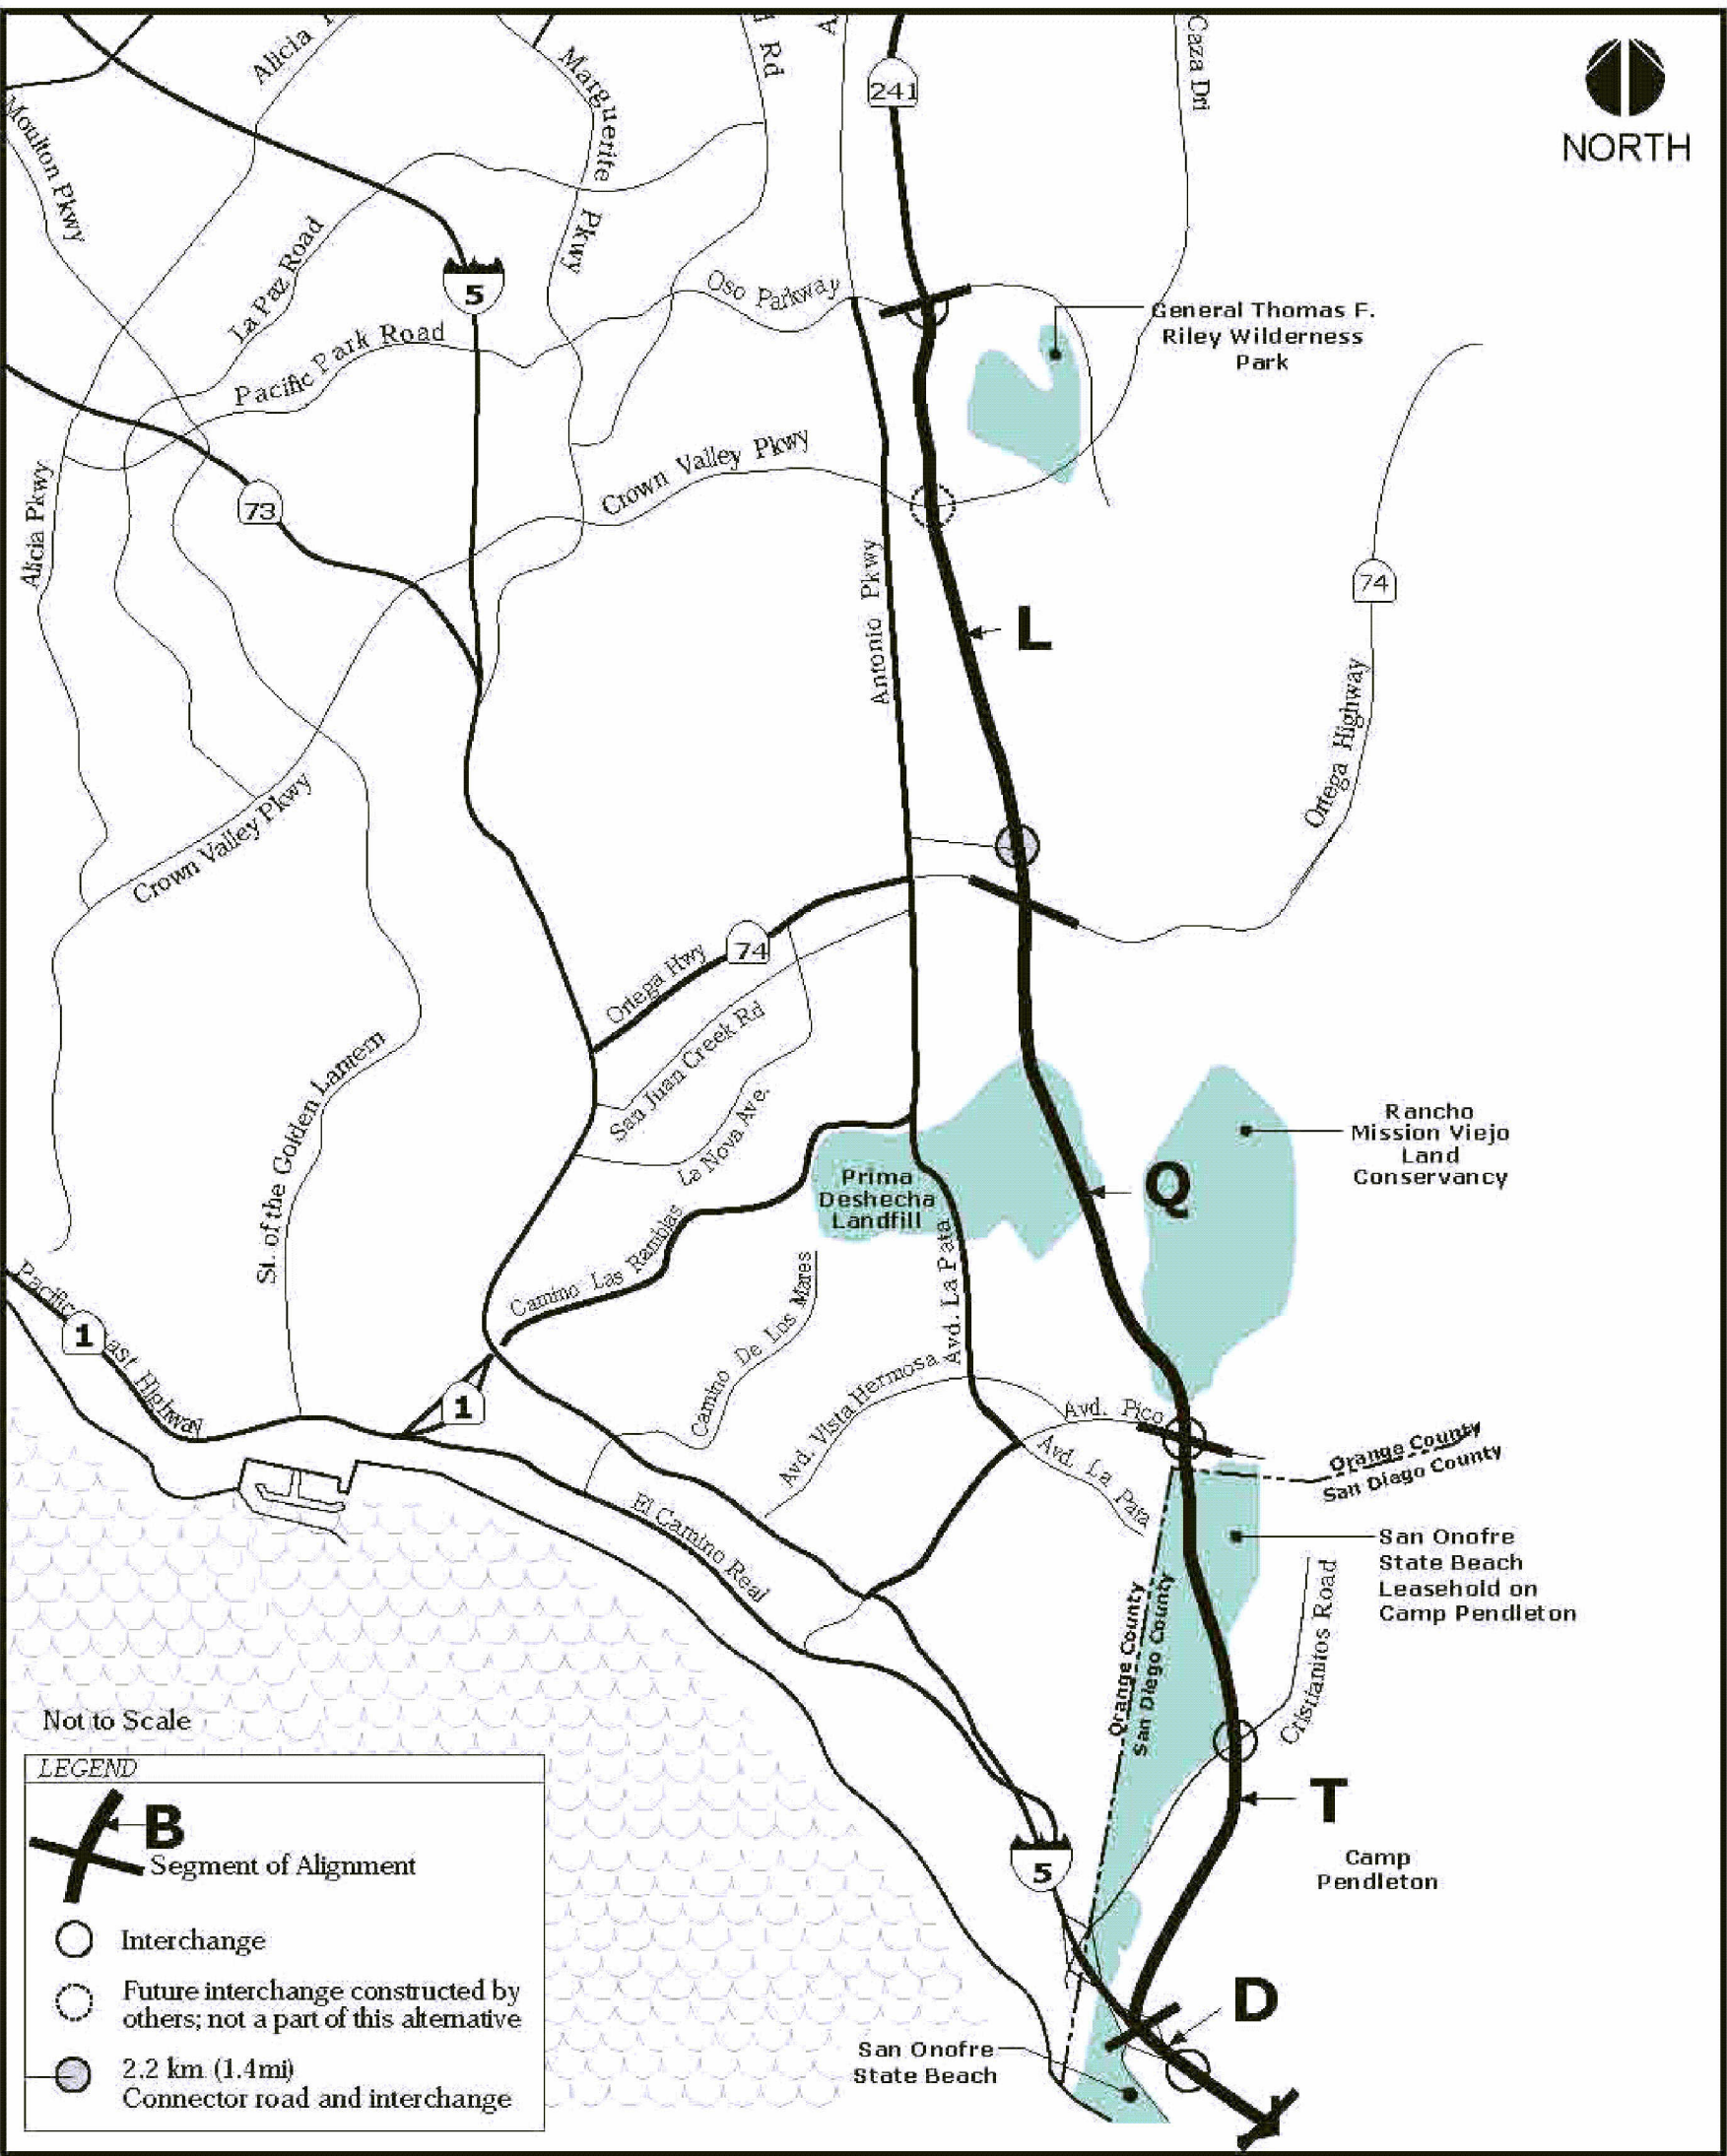 Alicia
Marguerite
Pkwy
Rd
241
Caza Dri
NORTH
Moulton Pkwy
La Paz Road
5
Oso Parkway
General Thomas F.
Riley Wilderness
Park
Pacific Park Road
Crown Valley Pkwy
Alicia Pkwy
73
Antonio Pkwy
74
L
Ortega Highway
Crown Valley Pkwy
74
Ortega Hwy
San Juan Creek Rd
La Nova Ave.
St. of the Golden Lantern
Rancho
Mission Viejo
Land
Conservancy
Prima
Deshecha
Landfill
Q
Avd. La Pata
Camino Las Ramblas
Camino De Los Mares
Pacific
1
ast Highway
1
Avd. Vista Hermosa
Avd. Pico
Avd. La Pata
Orange County
San Diego County
El Camino Real
San Onofre
State Beach
Leasehold on
Camp Pendleton
Orange County
San Diego County
Cristianitos Road
Not to Scale
T
Camp
Pendleton
5
D
San Onofre
State Beach
LEGEND
B
Segment of Alignment
Interchange
Future interchange constructed by
others; not a part of this alternative
2.2 km (1.4mi)
Connector road and interchange